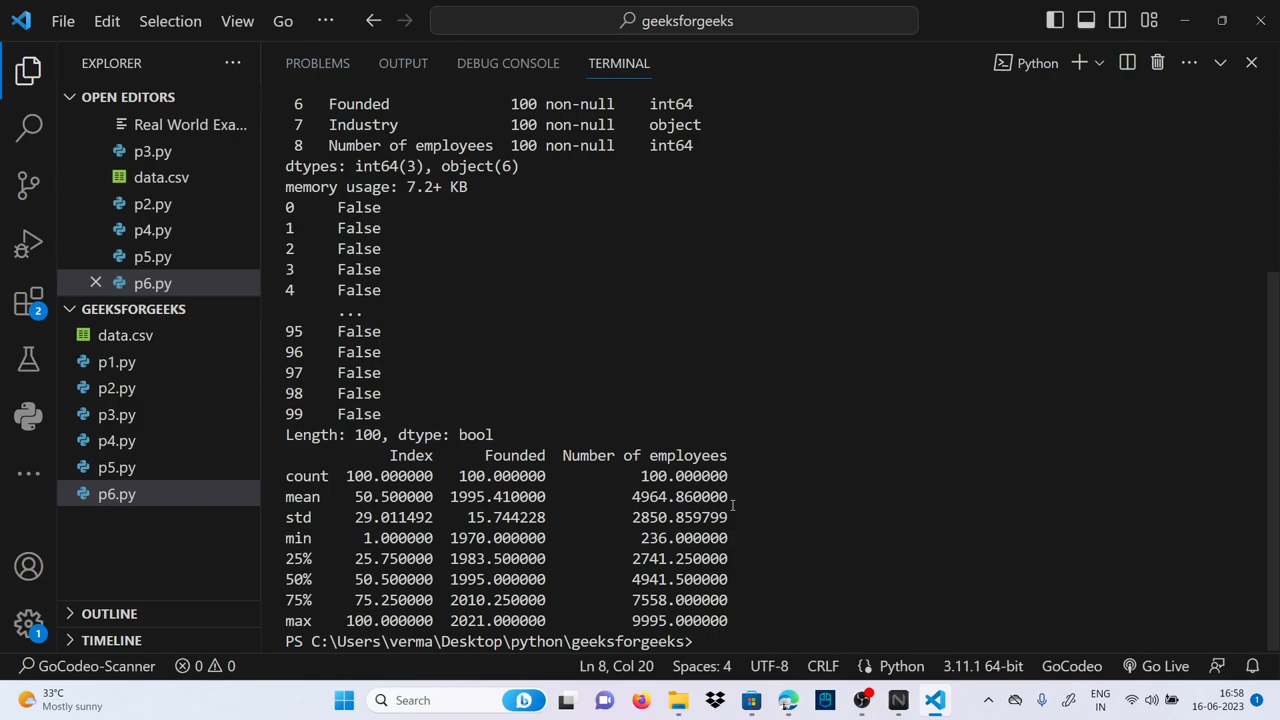 File Edit Selection View Go ··· geeksforgeeks
EXPLORER ···
OPEN EDITORS
Real World Exa...
p3.py
data.csv
p2.py
p4.py
p5.py
p6.py
GEEKSFORGEEKS
data.csv
p1.py
p2.py
p3.py
p4.py
p5.py
p6.py
OUTLINE
TIMELINE
2
1
PROBLEMS OUTPUT DEBUG CONSOLE TERMINAL Python
6 Founded 100 non-null int64
7 Industry 100 non-null object
8 Number of employees 100 non-null int64
dtypes: int64(3), object(6)
memory usage: 7.2+ KB
0 False
1 False
2 False
3 False
4 False
...
95 False
96 False
97 False
98 False
99 False
Length: 100, dtype: bool
Index Founded Number of employees
count 100.000000 100.000000 100.000000
mean 50.500000 1995.410000 4964.860000
std 29.011492 15.744228 2850.859799
min 1.000000 1970.000000 236.000000
25% 25.750000 1983.500000 2741.250000
50% 50.500000 1995.000000 4941.500000
75% 75.250000 2010.250000 7558.000000
max 100.000000 2021.000000 9995.000000
PS C:\Users\verma\Desktop\python\geeksforgeeks>
GoCodeo-Scanner 0 0 Ln 8, Col 20 Spaces: 4 UTF-8 CRLF Python 3.11.1 64-bit GoCodeo Go Live
33°C
Mostly sunny
Search
ENG
IN
16:58
16-06-2023
1